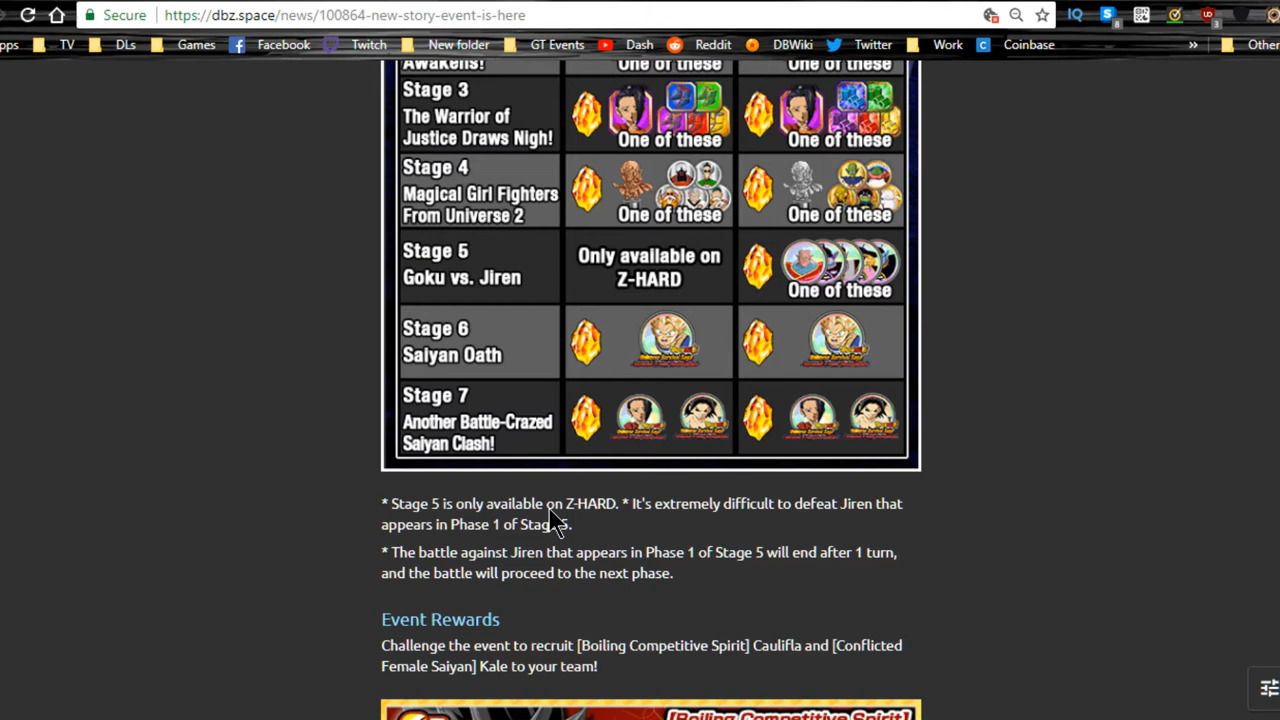 Secure https://dbz.space/news/100864-new-story-event-is-here
TV DLs Games Facebook Twitch New folder GT Events Dash Reddit DBWiki Twitter Work Coinbase » Other
Awakens! One of these One of these
Stage 3
The Warrior of
Justice Draws Nigh!
One of these One of these
Stage 4
Magical Girl Fighters
From Universe 2
One of these One of these
Stage 5
Goku vs. Jiren
Only available on
Z-HARD
One of these
Stage 6
Saiyan Oath
Stage 7
Another Battle-Crazed
Saiyan Clash!
* Stage 5 is only available on Z-HARD. * It's extremely difficult to defeat Jiren that
appears in Phase 1 of Stage 5.
* The battle against Jiren that appears in Phase 1 of Stage 5 will end after 1 turn,
and the battle will proceed to the next phase.
Event Rewards
Challenge the event to recruit [Boiling Competitive Spirit] Caulifla and [Conflicted
Female Saiyan] Kale to your team!
[Boiling Competitive Spirit]